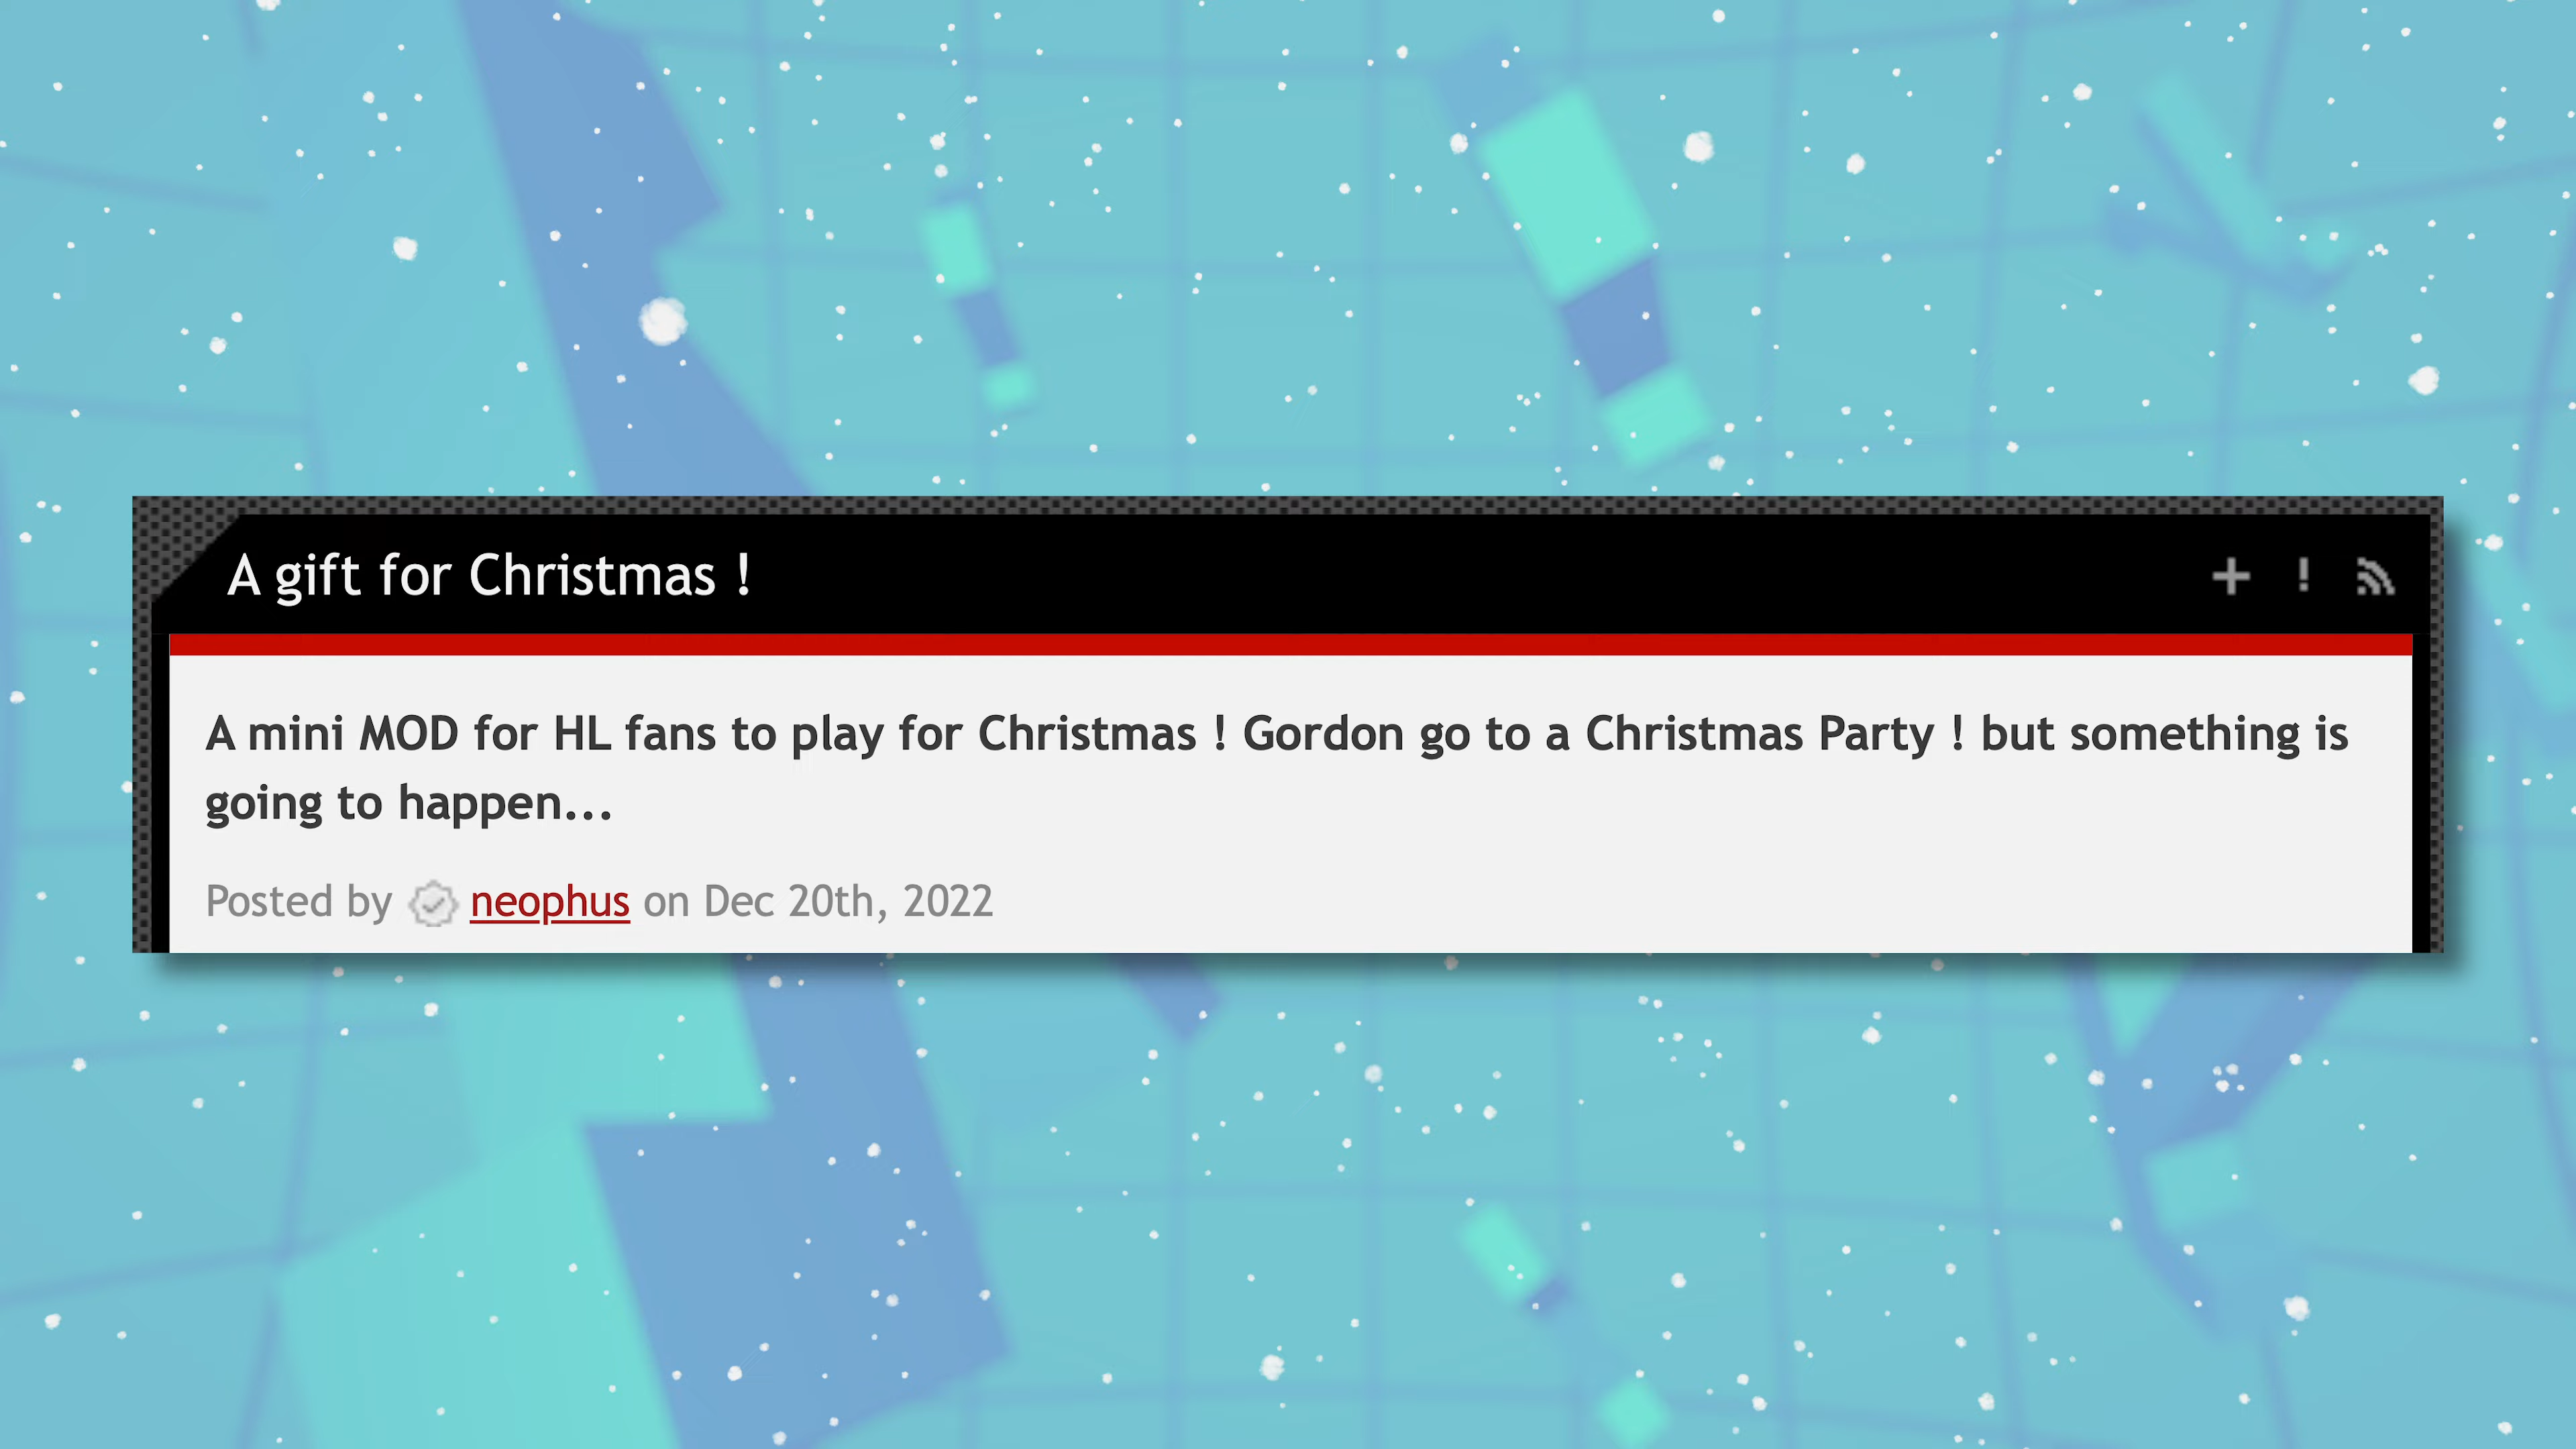 A gift for Christmas !
A mini MOD for HL fans to play for Christmas ! Gordon go to a Christmas Party ! but something is
going to happen...
Posted by neophus on Dec 20th, 2022